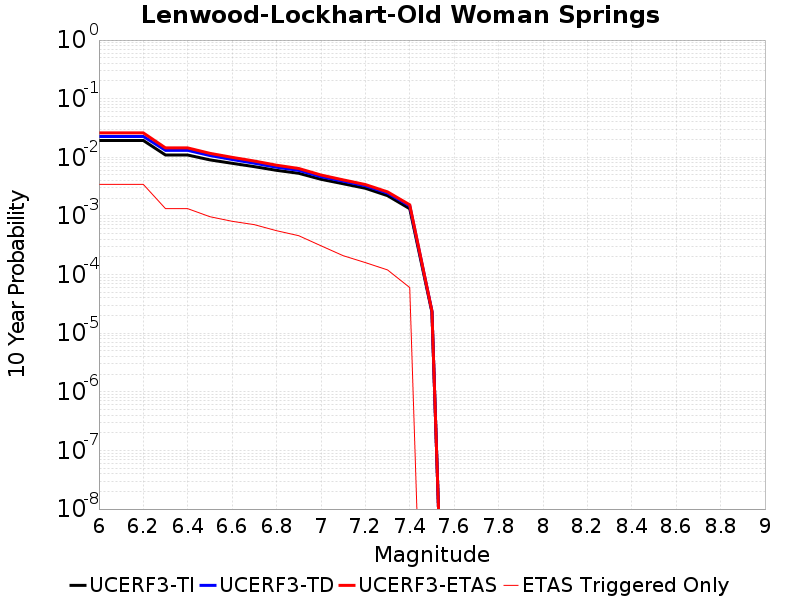 Lenwood-Lockhart-Old Woman Springs
10^0
10^-1
10^-2
10^-3
10^-4
10^-5
10^-6
10^-7
10^-8
10 Year Probability
6 6.2 6.4 6.6 6.8 7 7.2 7.4 7.6 7.8 8 8.2 8.4 8.6 8.8 9
Magnitude
UCERF3-TI UCERF3-TD UCERF3-ETAS ETAS Triggered Only